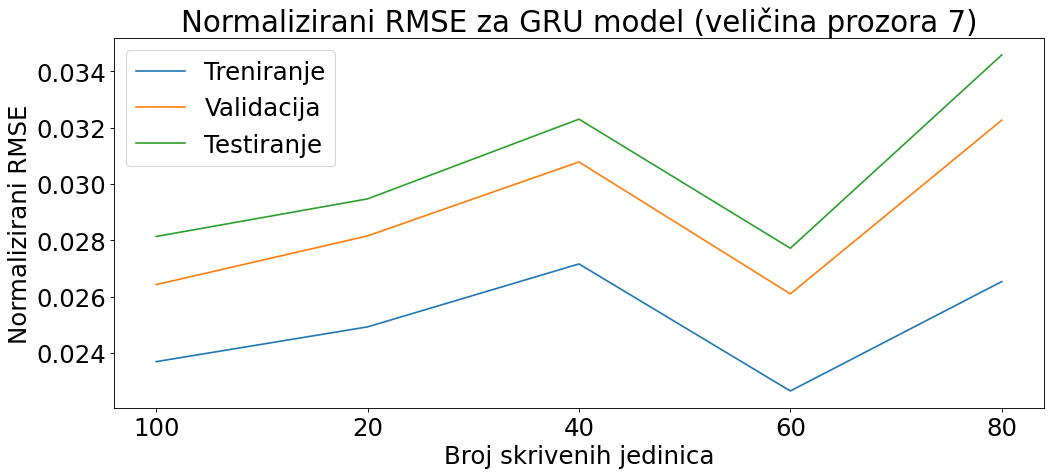 Normalizirani RMSE za GRU model (veličina prozora 7)
Treniranje
Validacija
Testiranje
Normalizirani RMSE
0.034
0.032
0.030
0.028
0.026
0.024
100 20 40 60 80
Broj skrivenih jedinica